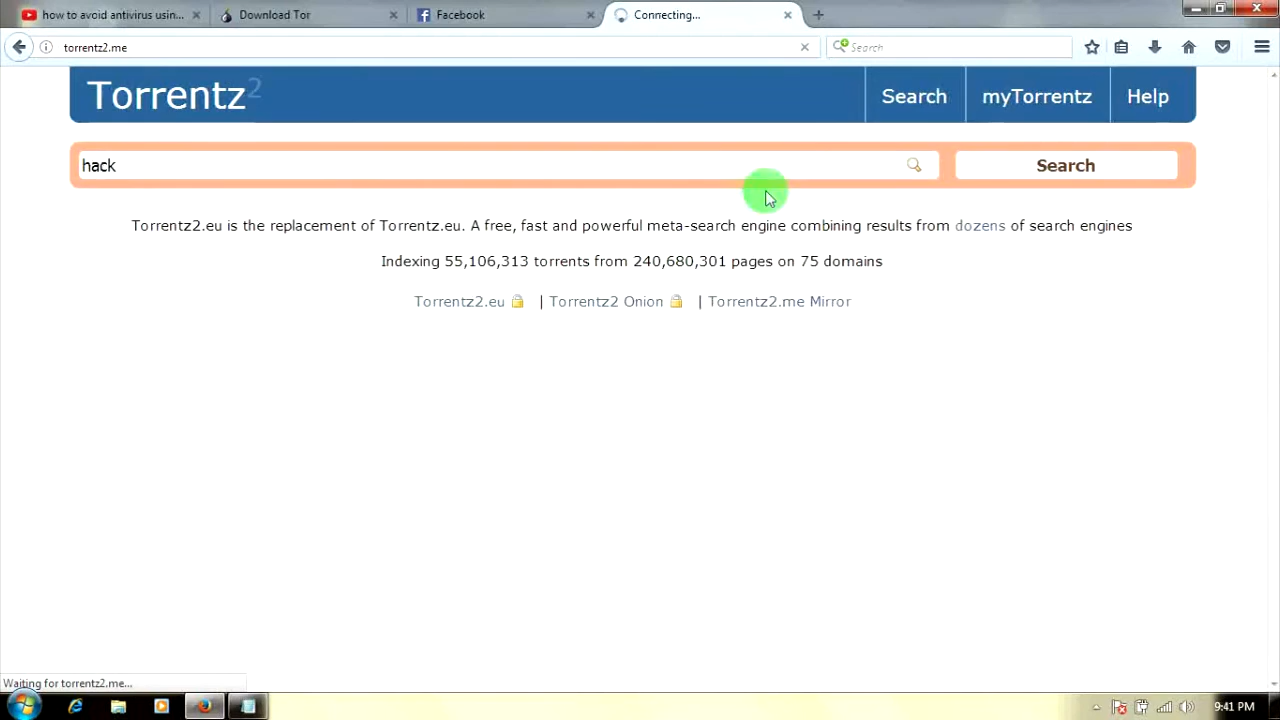 how to avoid antivirus usin...
Download Tor
Facebook
Connecting...
torrentz2.me
Search
Torrentz2
Search
myTorrentz
Help
hack
Search
Torrentz2.eu is the replacement of Torrentz.eu. A free, fast and powerful meta-search engine combining results from dozens of search engines
Indexing 55,106,313 torrents from 240,680,301 pages on 75 domains
Torrentz2.eu | Torrentz2 Onion | Torrentz2.me Mirror
Waiting for torrentz2.me...
9:41 PM